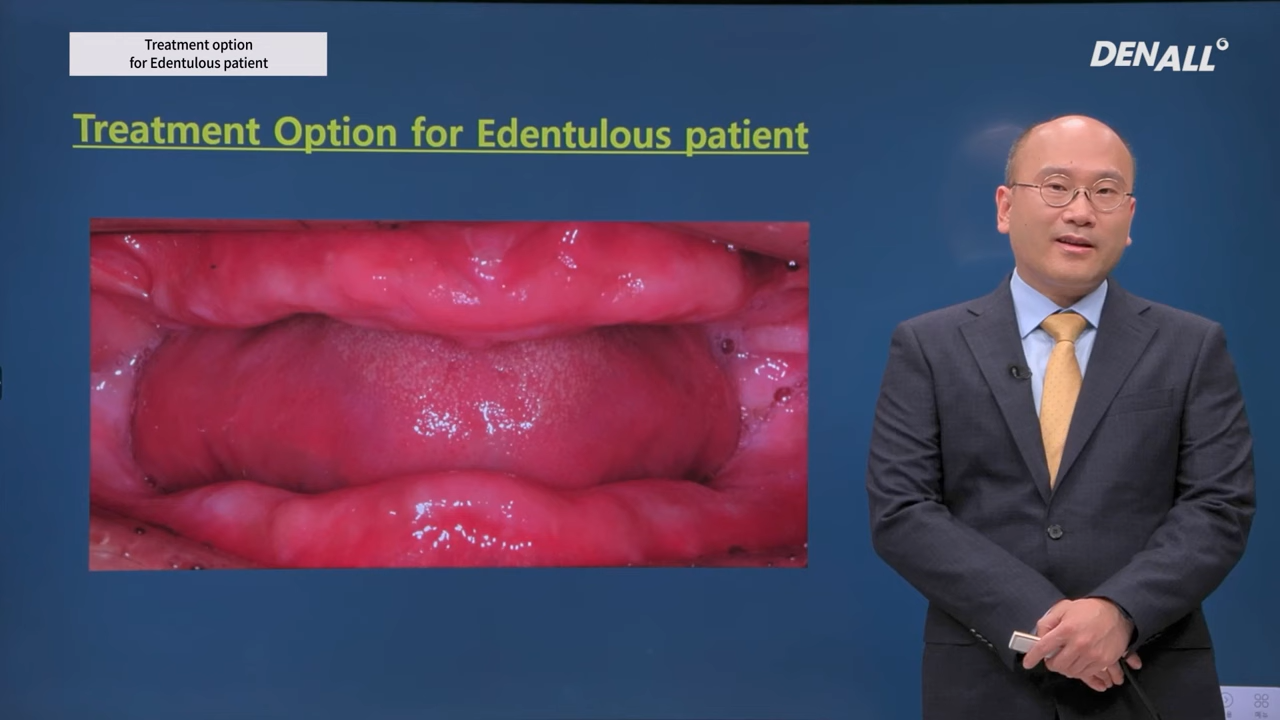 Treatment option
for Edentulous patient
DENALL
Treatment Option for Edentulous patient